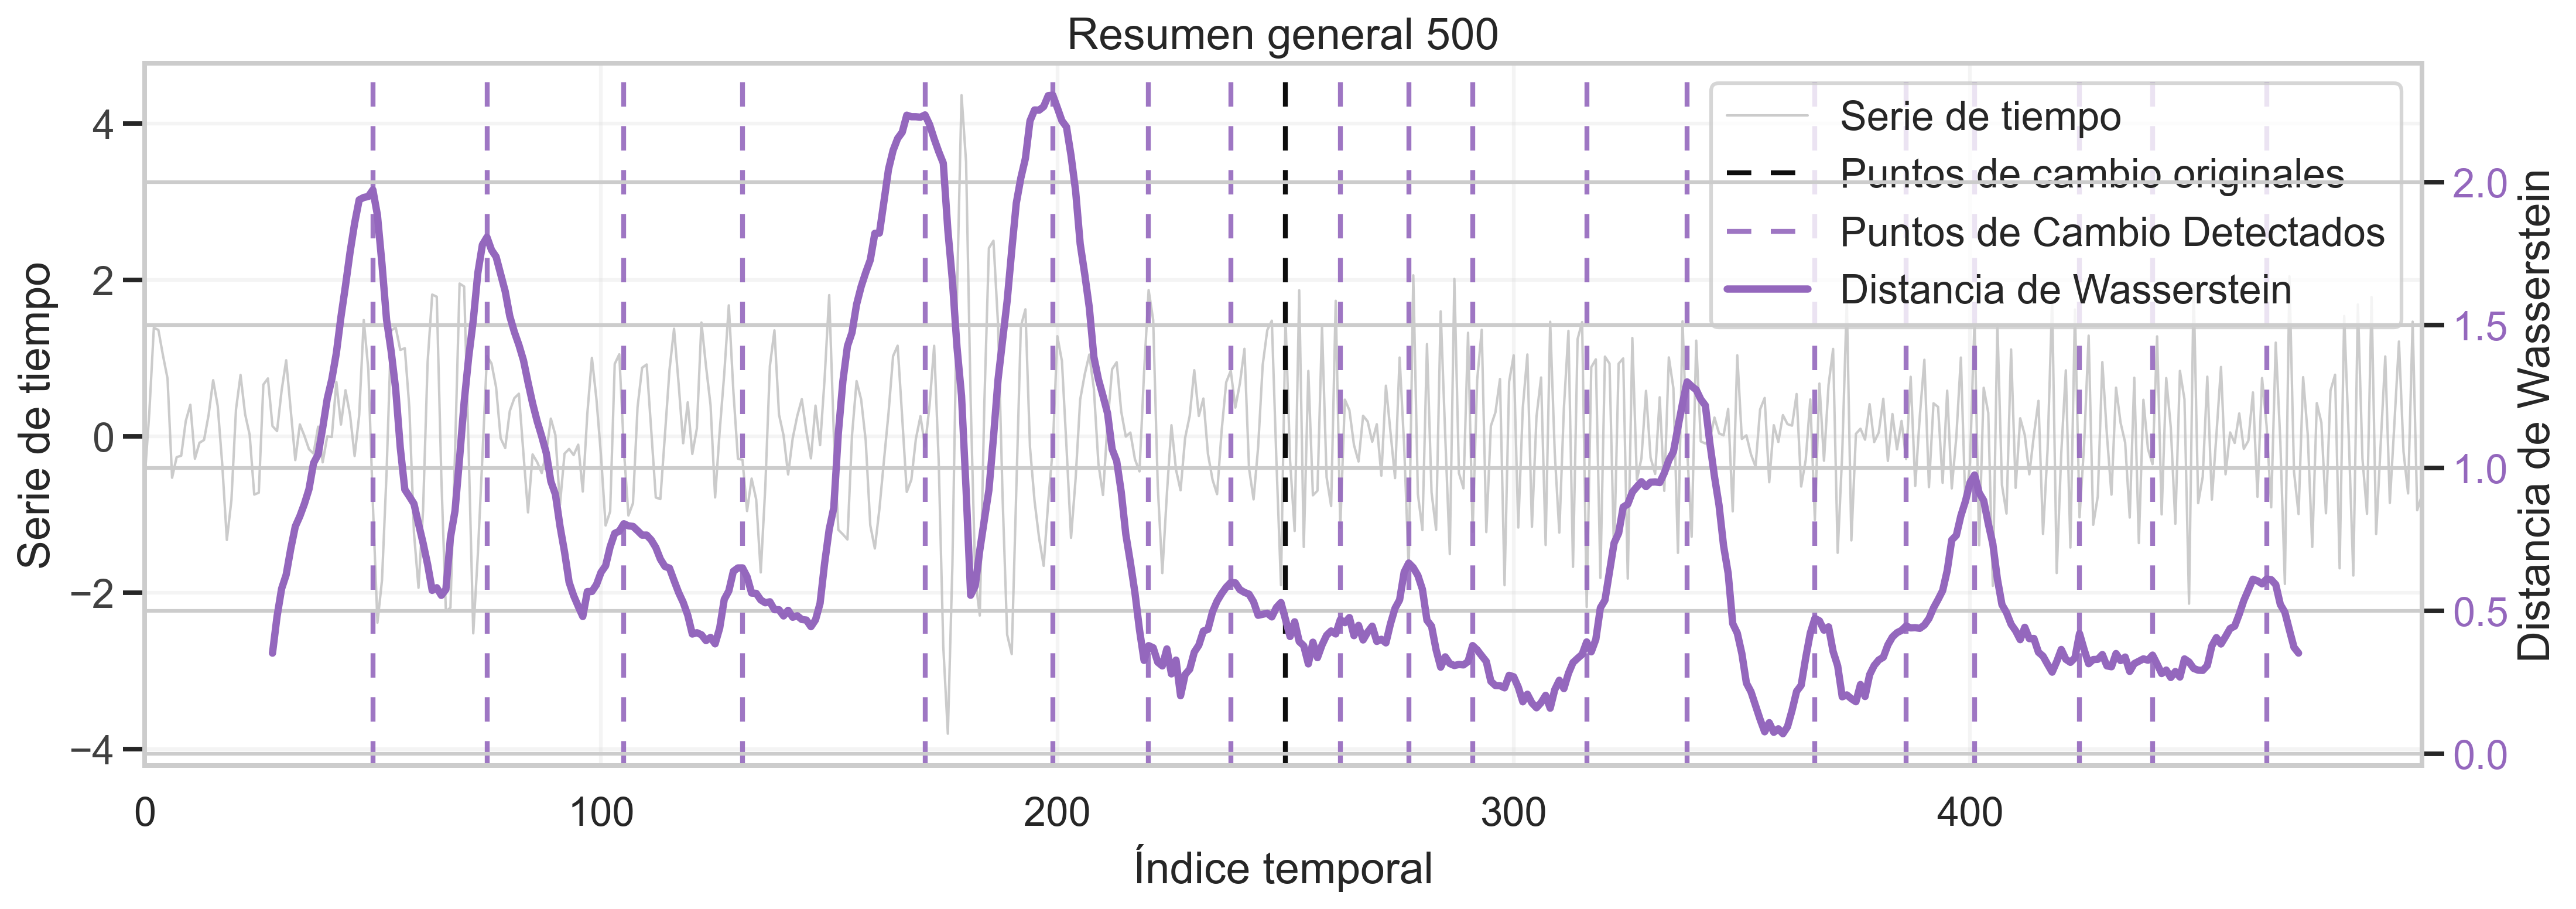 Resumen general 500
Serie de tiempo
4
2
0
−2
−4
Serie de tiempo
Puntos de cambio originales
Puntos de Cambio Detectados
Distancia de Wasserstein
2.0
1.5
1.0
0.5
0.0
Distancia de Wasserstein
0
100
200
300
400
Índice temporal